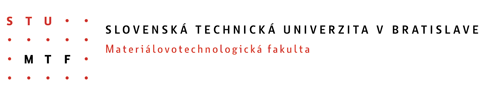 STU
MTF
SLOVENSKÁ TECHNICKÁ UNIVERZITA V BRATISLAVE
Materiálovotechnologická fakulta